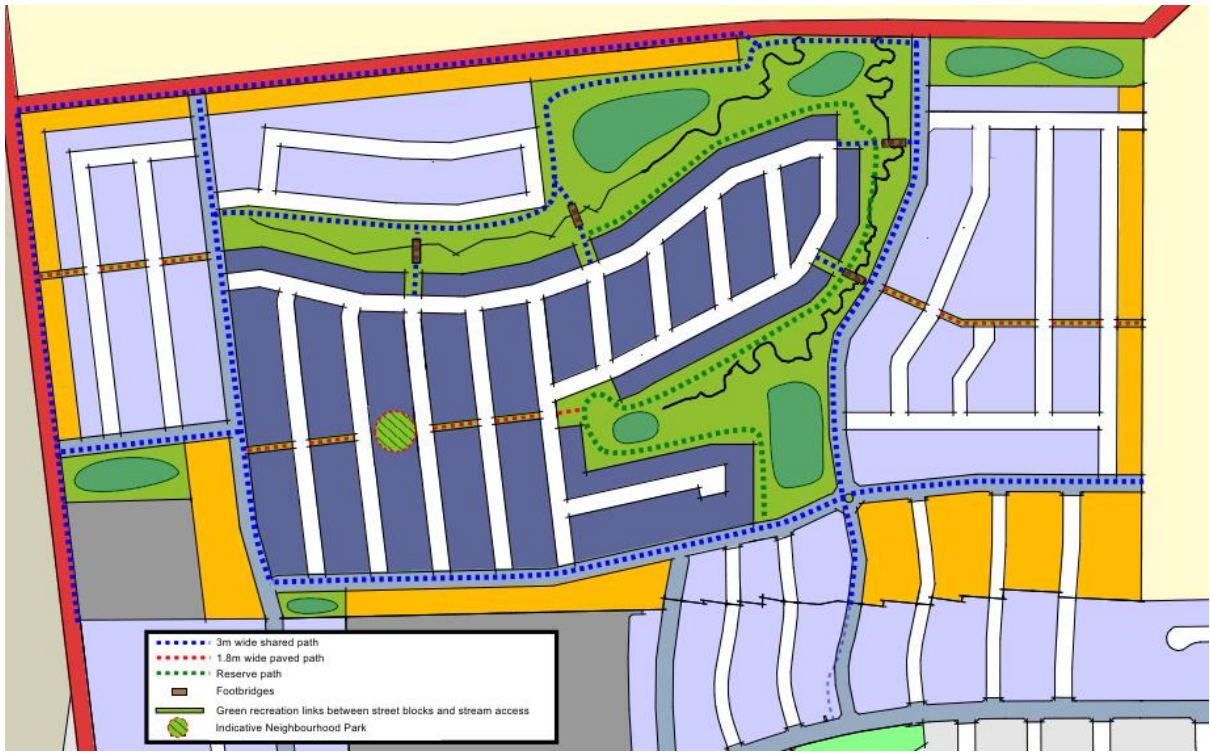 3m wide shared path
1.8m wide paved path
Reserve path
Footbridges
Green recreation links between street blocks and stream access
Indicative Neighbourhood Park